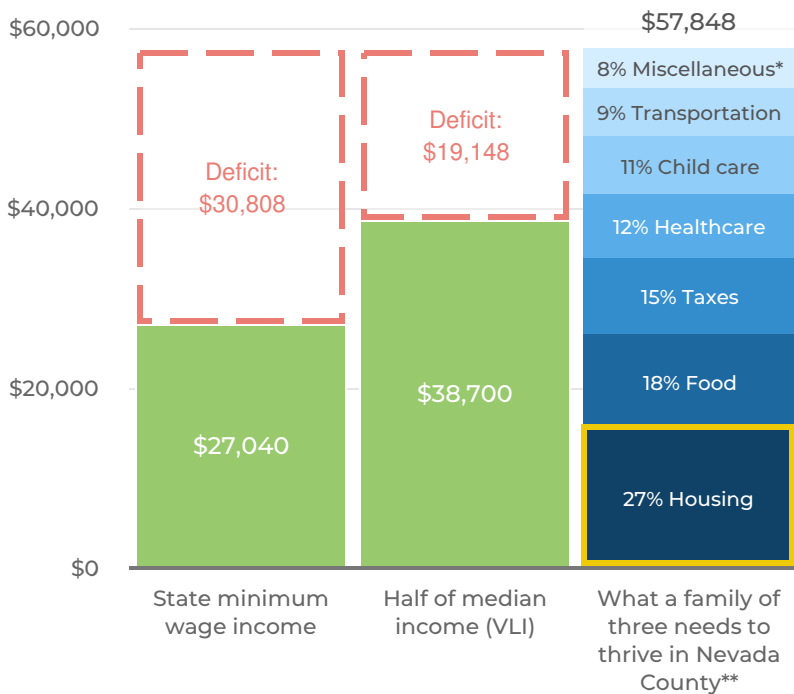 $60,000
$40,000
$20,000
$0
Deficit:
$30,808
$27,040
Deficit:
$19,148
$38,700
$57,848
8% Miscellaneous*
9% Transportation
11% Child care
12% Healthcare
15% Taxes
18% Food
27% Housing
State minimum
wage income
Half of median
income (VLI)
What a family of
three needs to
thrive in Nevada
County**